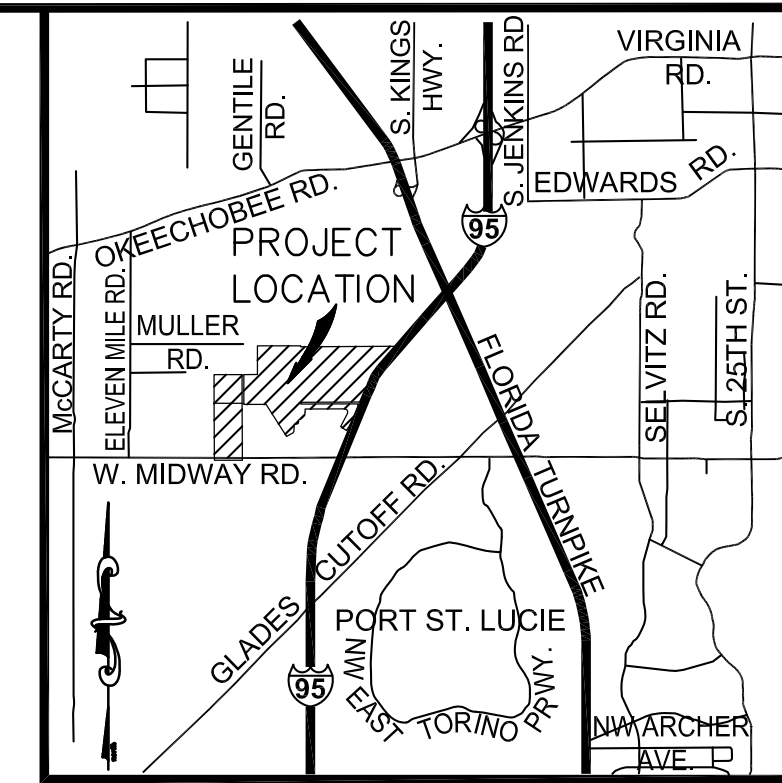 VIRGINIA
RD.
GENTILE
RD.
S. KINGS
HWY.
S. JENKINS RD
EDWARDS RD.
OKEECHOBEE RD.
95
PROJECT
LOCATION
McCARTY RD.
ELEVEN MILE RD.
MULLER
RD.
FLORIDA TURNPIKE
SELVITZ RD.
S. 25TH ST.
W. MIDWAY RD.
GLADES CUTOFF RD.
PORT ST. LUCIE
95
NW EAST TORINO PRWY.
NW ARCHER
AVE.